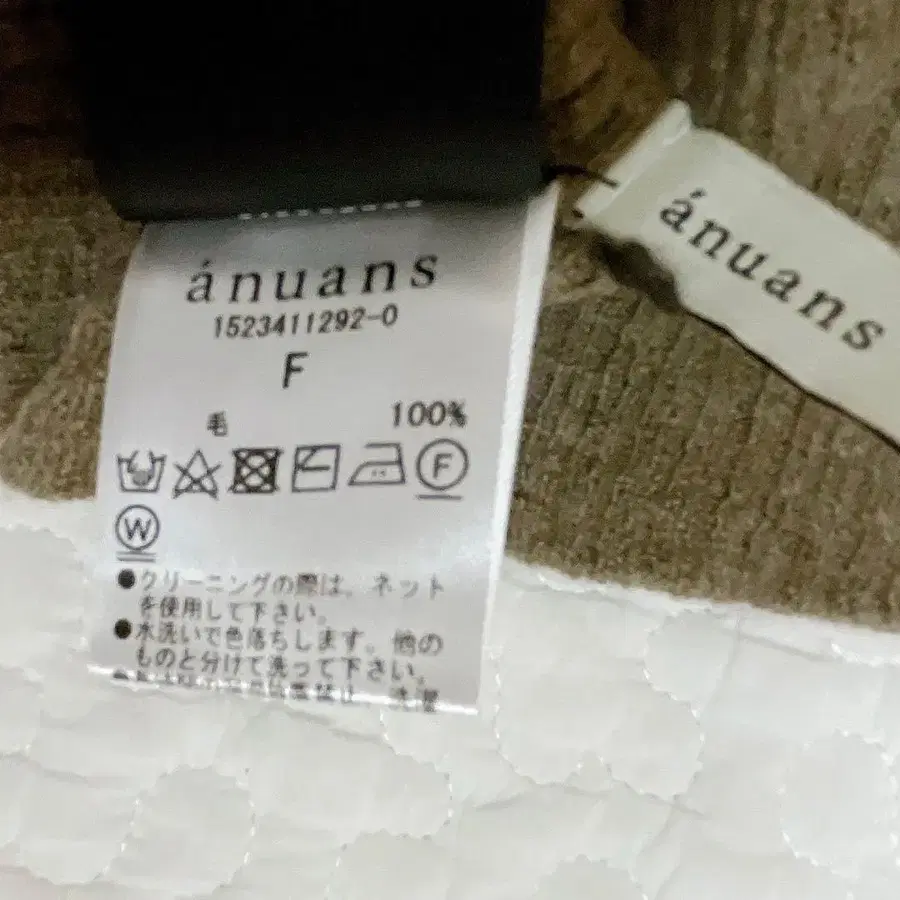 ánuans
1523411292-0
F
毛 100%
F
W
●クリーニングの際は、ネット
を使用して下さい。
●水洗いで色落ちします。他の
ものと分けて洗って下さい。
ánuans